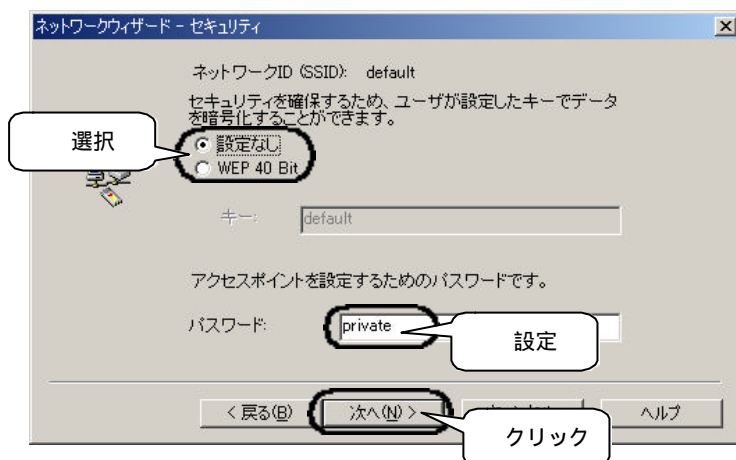 ネットワークウィザード - セキュリティ
ネットワークID (SSID): default
セキュリティを確保するため、ユーザが設定したキーでデータ
を暗号化することができます。
選択
設定なし
WEP 40 Bit
キー: default
アクセスポイントを設定するためのパスワードです。
パスワード: private
設定
< 戻る(B) 次へ(N) > ヘルプ
クリック